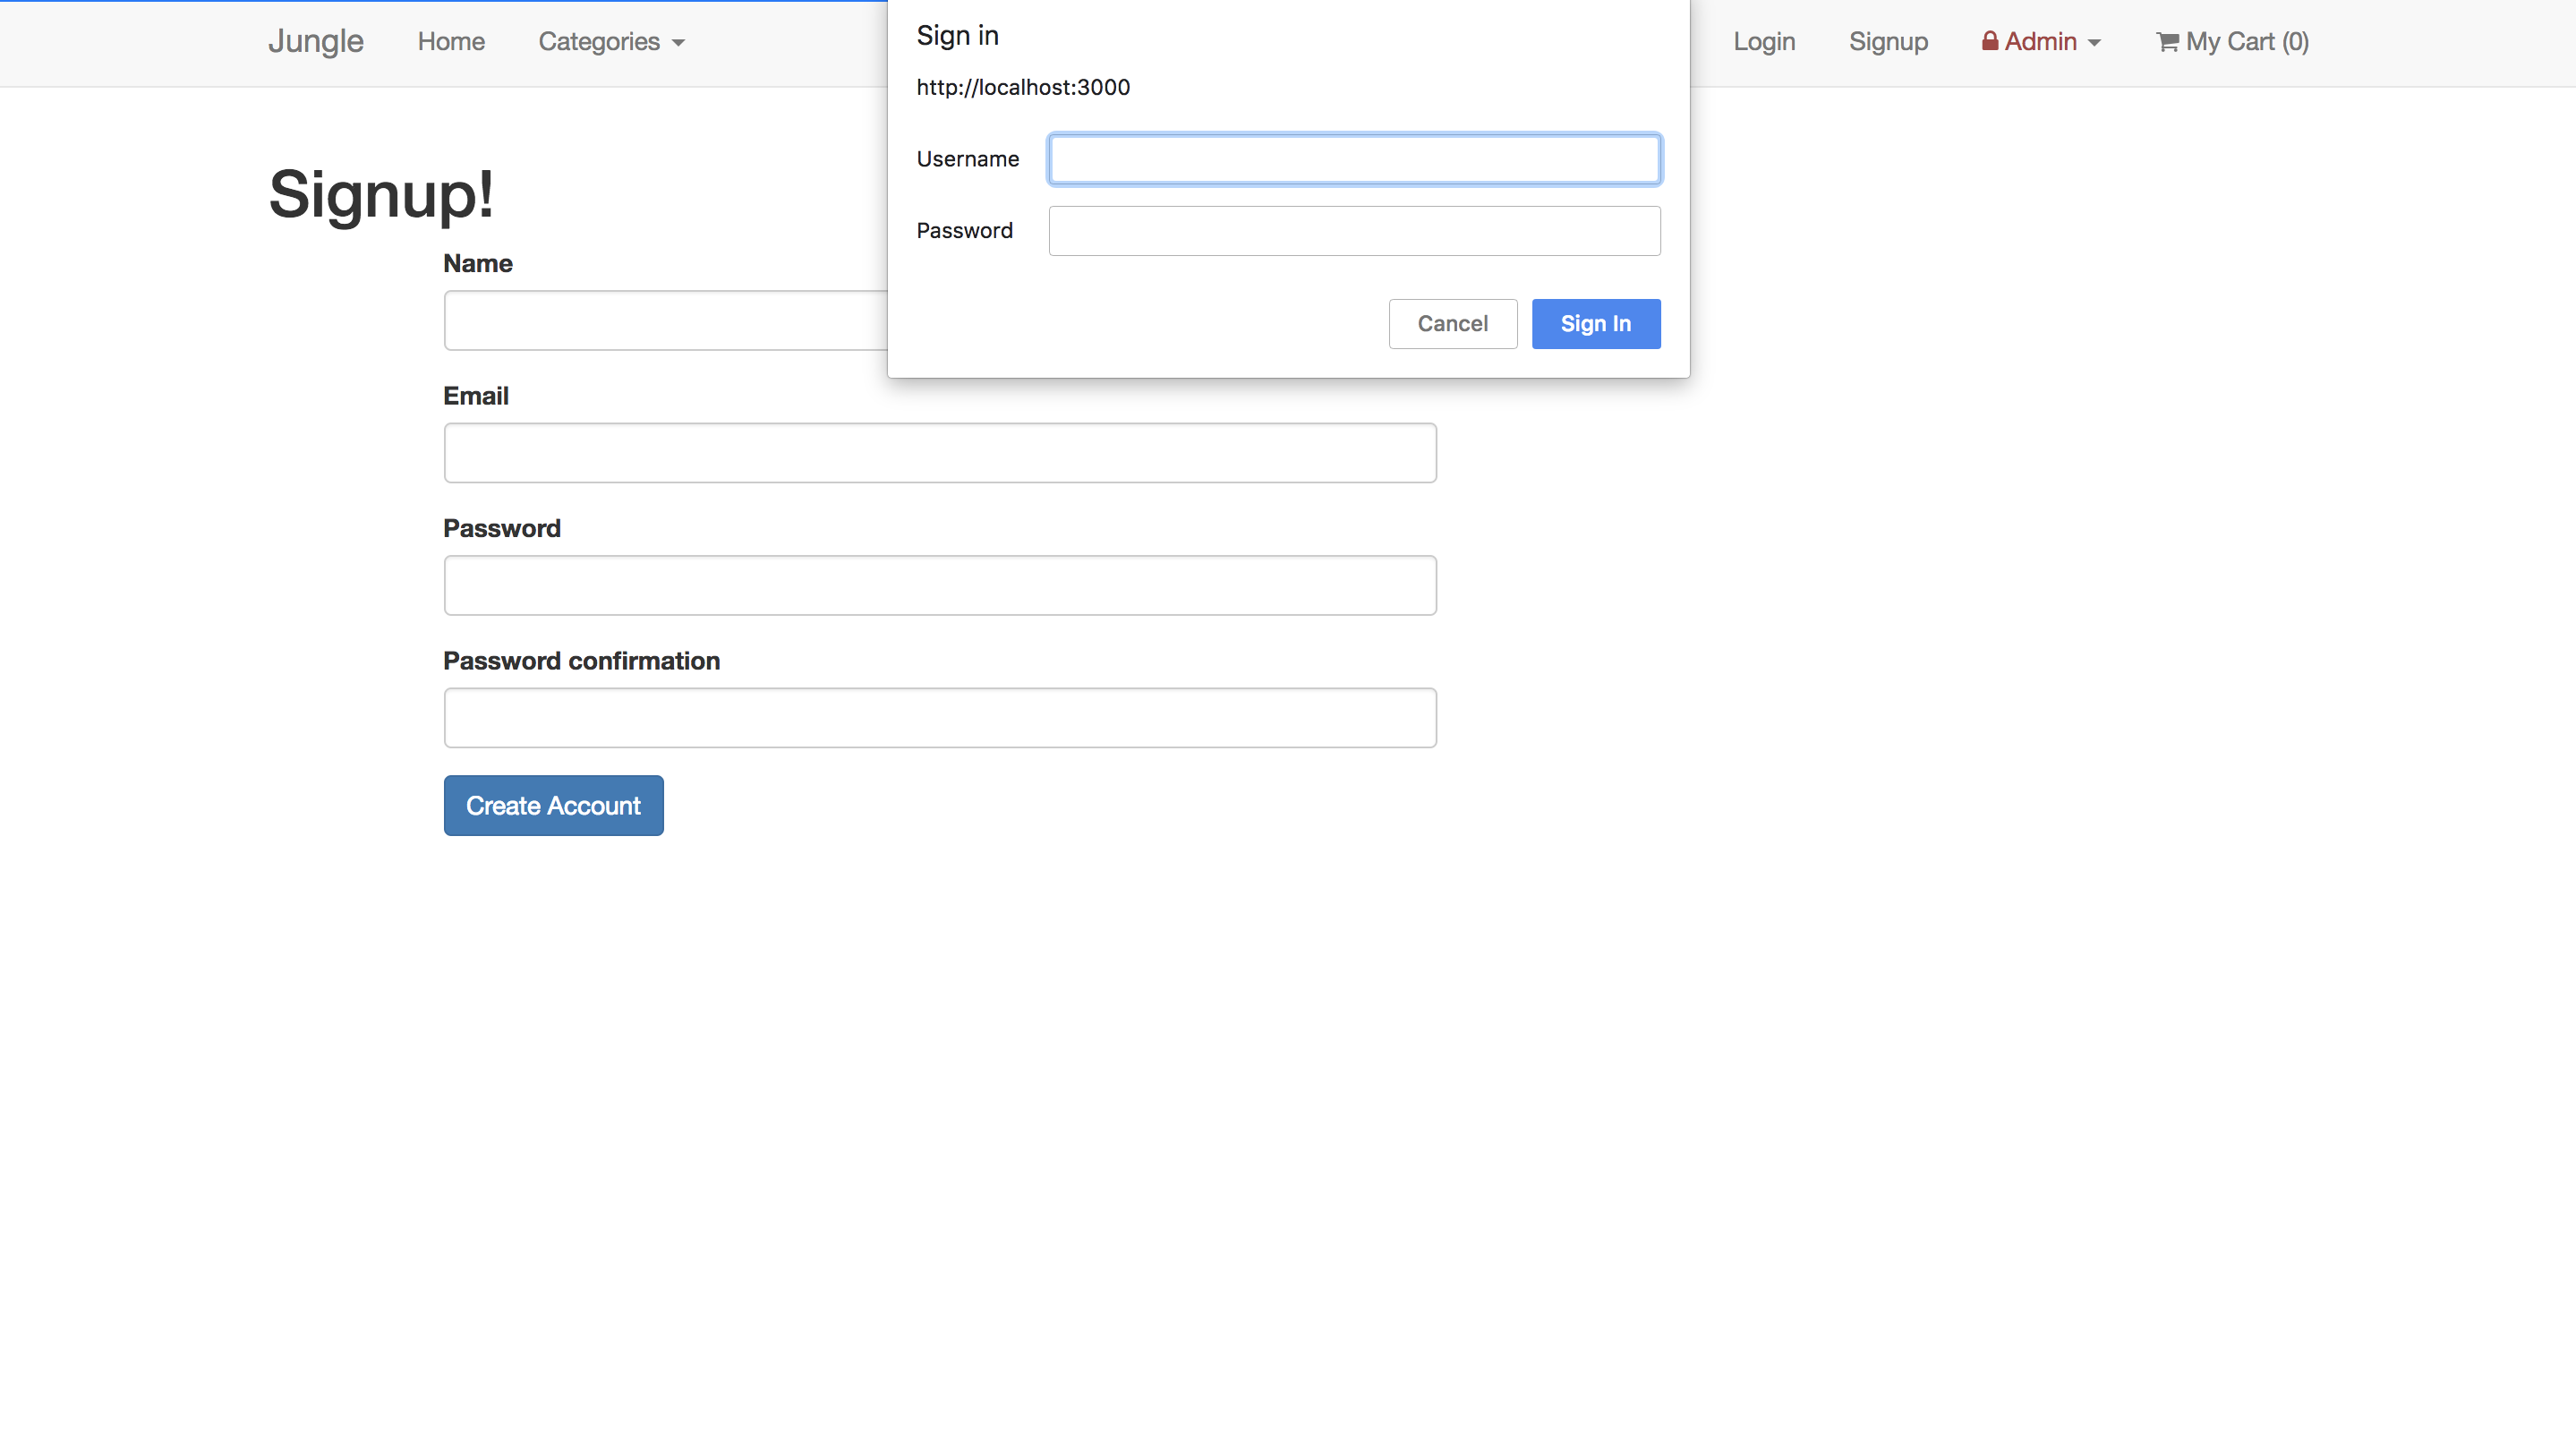 Jungle Home Categories
Login Signup Admin My Cart (0)
Sign in
http://localhost:3000
Username
Password
Cancel Sign In
Signup!
Name
Email
Password
Password confirmation
Create Account